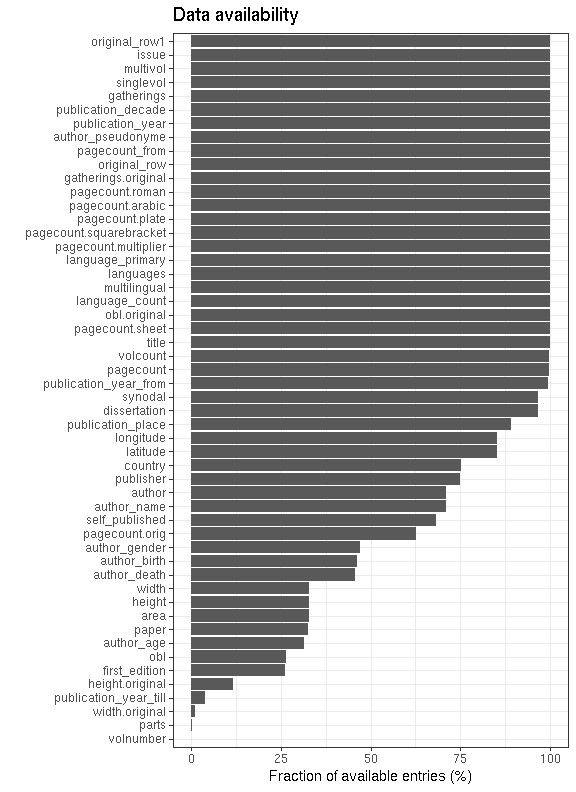 Data availability
original_row1
issue
multivol
singlevol
gatherings
publication_decade
publication_year
author_pseudonyme
pagecount_from
original_row
gatherings.original
pagecount.roman
pagecount.arabic
pagecount.plate
pagecount.squarebracket
pagecount.multiplier
language_primary
languages
multilingual
language_count
obl.original
pagecount.sheet
title
volcount
pagecount
publication_year_from
synodal
dissertation
publication_place
longitude
latitude
country
publisher
author
author_name
self_published
pagecount.orig
author_gender
author_birth
author_death
width
height
area
paper
author_age
obl
first_edition
height.original
publication_year_till
width.original
parts
volnumber
0 25 50 75 100
Fraction of available entries (%)